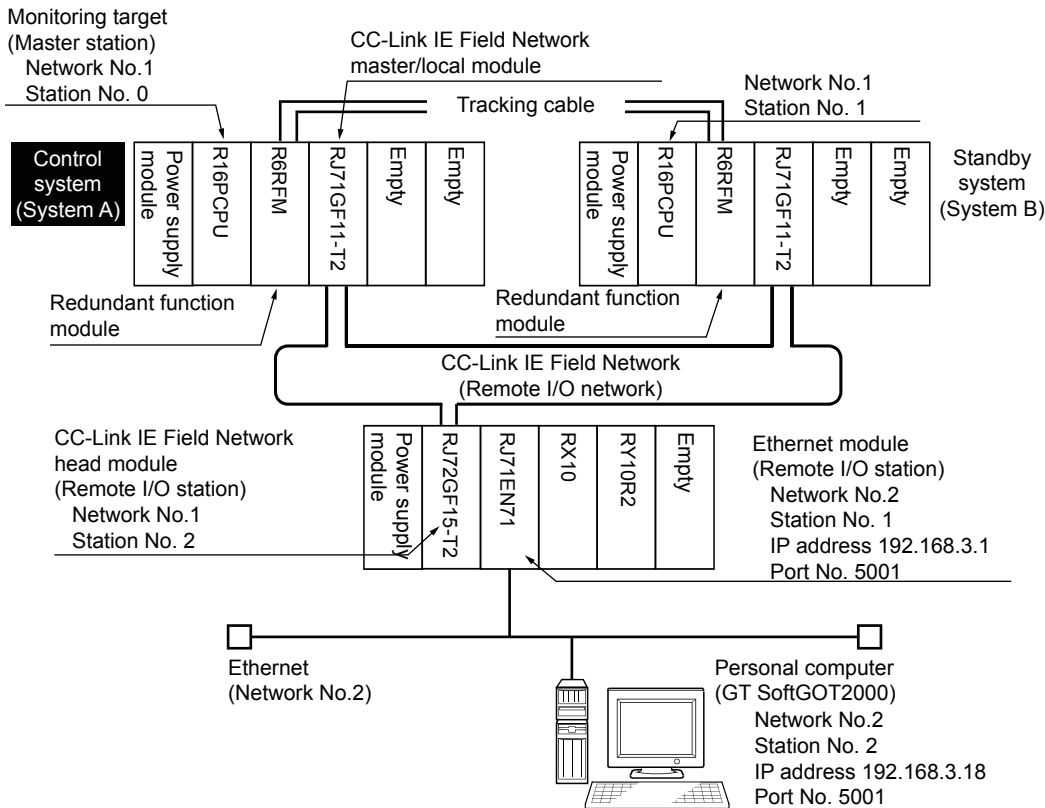 Monitoring target
(Master station)
Network No.1
Station No. 0
CC-Link IE Field Network
master/local module
Tracking cable
Network No.1
Station No. 1
Control
system
(System A)
Power supply
module
R16PCPU
R6RFM
RJ71GF11-T2
Empty
Empty
Power supply
module
R16PCPU
R6RFM
RJ71GF11-T2
Empty
Empty
Standby
system
(System B)
Redundant function
module
Redundant function
module
CC-Link IE Field Network
(Remote I/O network)
CC-Link IE Field Network
head module
(Remote I/O station)
Network No.1
Station No. 2
Power supply
module
RJ72GF15-T2
RJ71EN71
RX10
RY10R2
Empty
Ethernet module
(Remote I/O station)
Network No.2
Station No. 1
IP address 192.168.3.1
Port No. 5001
Ethernet
(Network No.2)
Personal computer
(GT SoftGOT2000)
Network No.2
Station No. 2
IP address 192.168.3.18
Port No. 5001